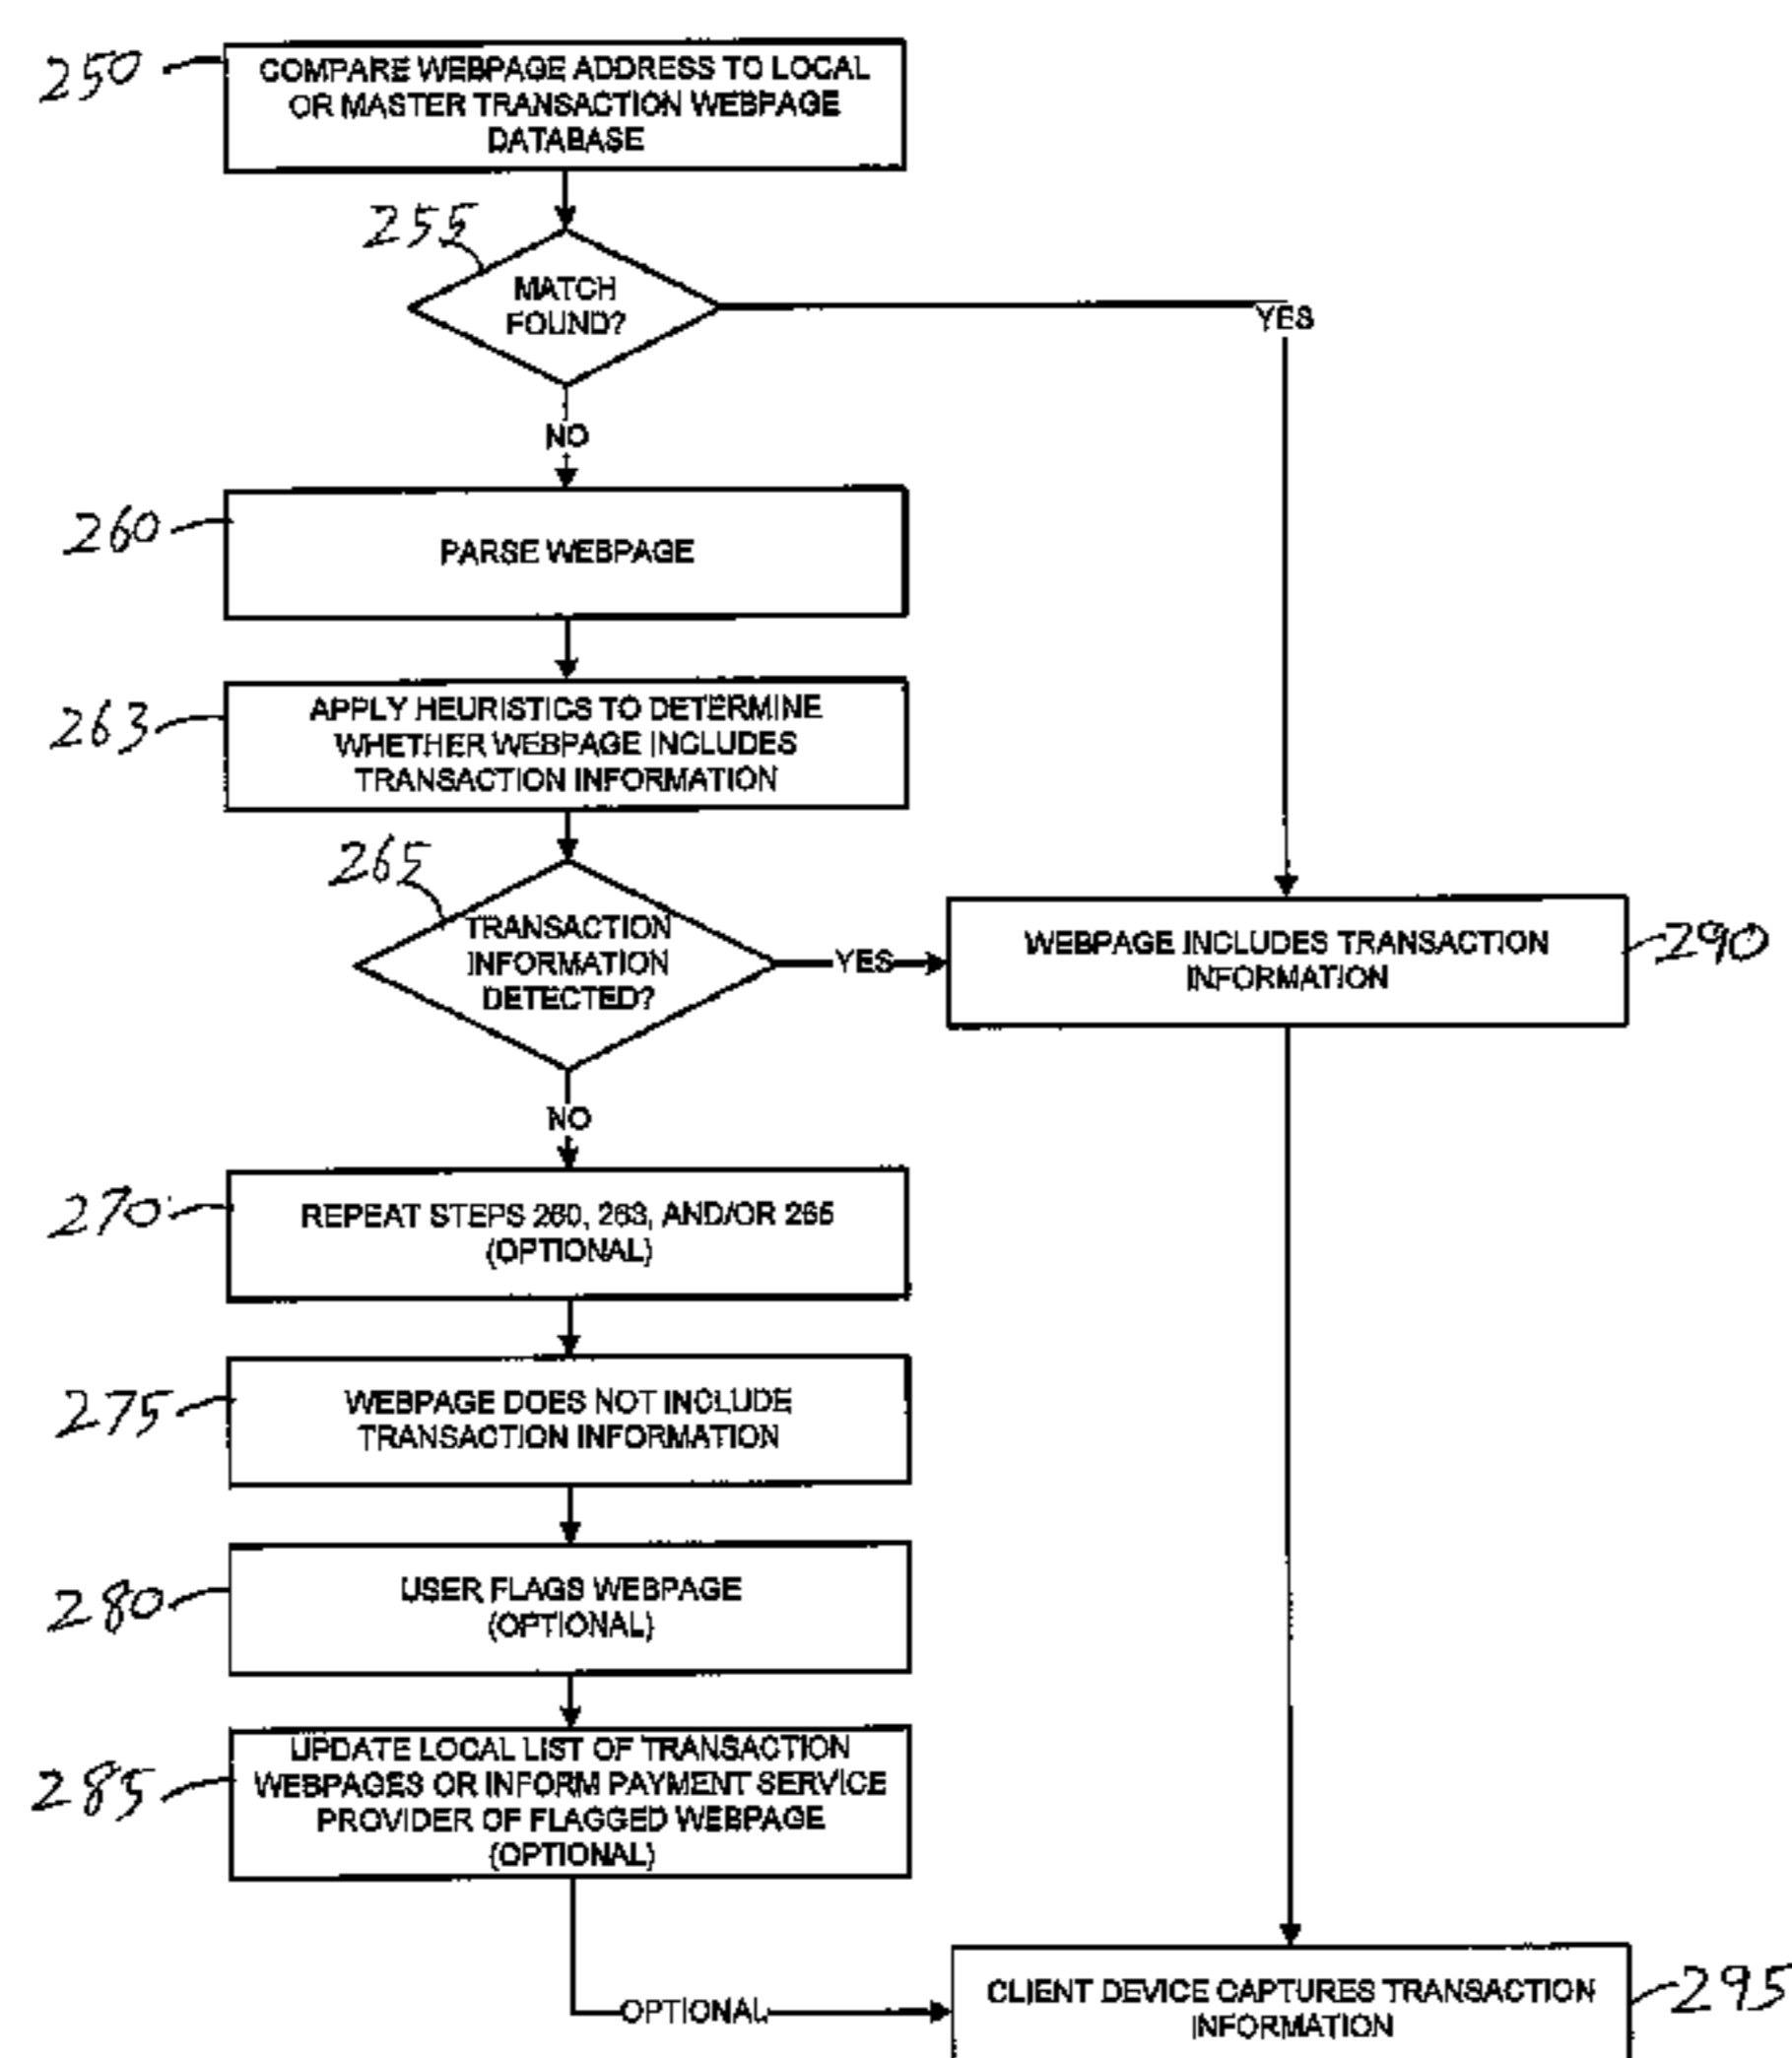 250
COMPARE WEBPAGE ADDRESS TO LOCAL
OR MASTER TRANSACTION WEBPAGE
DATABASE
255
MATCH
FOUND?
YES
NO
260
PARSE WEBPAGE
263
APPLY HEURISTICS TO DETERMINE
WHETHER WEBPAGE INCLUDES
TRANSACTION INFORMATION
265
TRANSACTION
INFORMATION
DETECTED?
YES
WEBPAGE INCLUDES TRANSACTION
INFORMATION
290
NO
270
REPEAT STEPS 260, 263, AND/OR 265
(OPTIONAL)
275
WEBPAGE DOES NOT INCLUDE
TRANSACTION INFORMATION
280
USER FLAGS WEBPAGE
(OPTIONAL)
285
UPDATE LOCAL LIST OF TRANSACTION
WEBPAGES OR INFORM PAYMENT SERVICE
PROVIDER OF FLAGGED WEBPAGE
(OPTIONAL)
OPTIONAL
CLIENT DEVICE CAPTURES TRANSACTION
INFORMATION
295